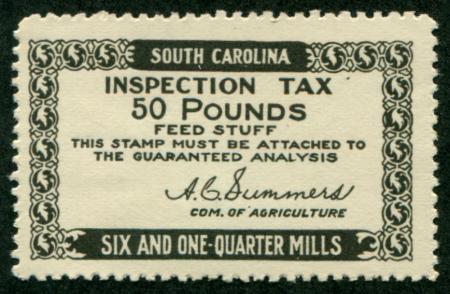 SOUTH CAROLINA
INSPECTION TAX
50 POUNDS
FEED STUFF
THIS STAMP MUST BE ATTACHED TO
THE GUARANTEED ANALYSIS
A.C. Summers
COM. OF AGRICULTURE
SIX AND ONE-QUARTER MILLS